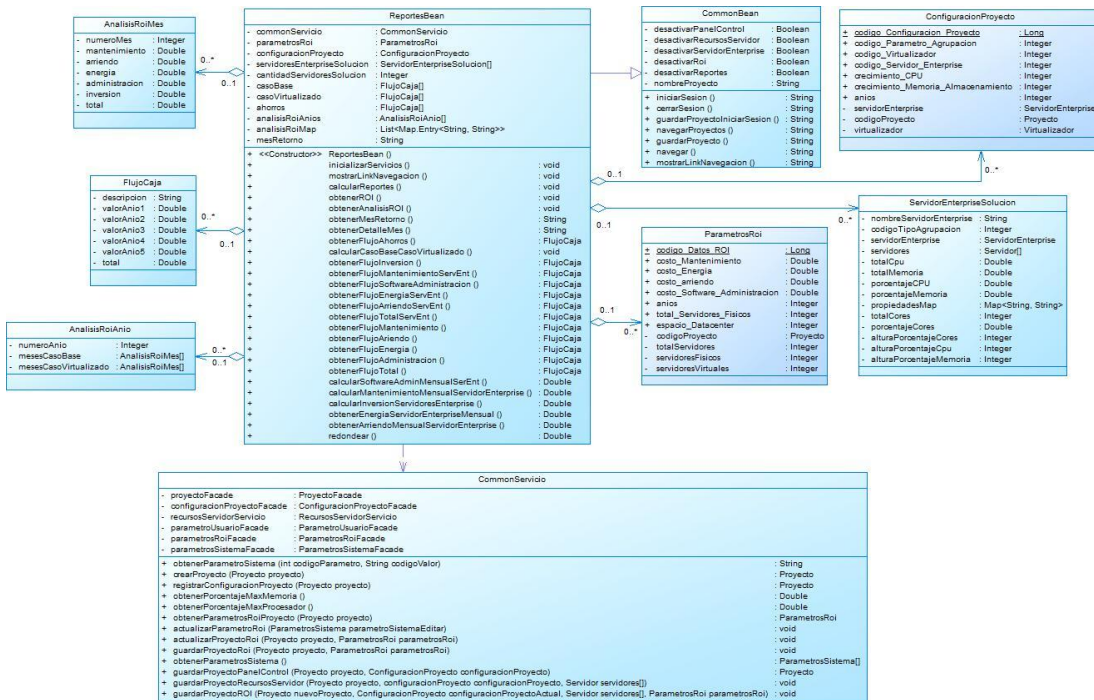 AnalisisRoiMes
- numeroMes : Integer
- mantenimiento : Double
- arriendo : Double
- energia : Double
- administracion : Double
- inversion : Double
- total : Double
0..*
0..1
FlujoCaja
- descripcion : String
- valorAnio1 : Double
- valorAnio2 : Double
- valorAnio3 : Double
- valorAnio4 : Double
- valorAnio5 : Double
- total : Double
0..*
0..1
AnalisisRoiAnio
- numeroAnio : Integer
- mesesCasoBase : AnalisisRoiMes[]
- mesesCasoVirtualizado : AnalisisRoiMes[]
0..*
0..1
ReportesBean
- commonServicio : CommonServicio
- parametrosRoi : ParametrosRoi
- configuracionProyecto : ConfiguracionProyecto
- servidoresEnterpriseSolucion : ServidorEnterpriseSolucion[]
- cantidadServidoresSolucion : Integer
- casoBase : FlujoCaja[]
- casoVirtualizado : FlujoCaja[]
- ahorros : FlujoCaja[]
- analisisRoiAnios : AnalisisRoiAnio[]
- analisisRoiMap : List<Map.Entry<String, String>>
- mesRetorno : String
+ <<Constructor>> ReportesBean ()
+ inicializarServicios () : void
+ mostrarLinkNavegacion () : void
+ calcularReportes () : void
+ obtenerROI () : void
+ obtenerAnalisisROI () : void
+ obtenerMesRetorno () : String
+ obtenerDetalleMes () : String
+ obtenerFlujoAhorros () : FlujoCaja
+ calcularCasoBaseCasoVirtualizado () : void
+ obtenerFlujoInversion () : FlujoCaja
+ obtenerFlujoMantenimientoServEnt () : FlujoCaja
+ obtenerFlujoSoftwareAdministracion () : FlujoCaja
+ obtenerFlujoEnergiaServEnt () : FlujoCaja
+ obtenerFlujoArriendoServEnt () : FlujoCaja
+ obtenerFlujoTotalServEnt () : FlujoCaja
+ obtenerFlujoMantenimiento () : FlujoCaja
+ obtenerFlujoAriendo () : FlujoCaja
+ obtenerFlujoEnergia () : FlujoCaja
+ obtenerFlujoAdministracion () : FlujoCaja
+ obtenerFlujoTotal () : FlujoCaja
+ calcularSoftwareAdminMensualSerEnt () : Double
+ calcularMantenimientoMensualServidorEnterprise () : Double
+ calcularInversionServidoresEnterprise () : Double
+ obtenerEnergiaServidorEnterpriseMensual () : Double
+ obtenerArriendoMensualServidorEnterprise () : Double
+ redondear () : Double
CommonBean
- desactivarPanelControl : Boolean
- desactivarRecursosServidor : Boolean
- desactivarServidorEnterprise : Boolean
- desactivarRoi : Boolean
- desactivarReportes : Boolean
- nombreProyecto : String
+ iniciarSesion () : String
+ cerrarSesion () : String
+ guardarProyectoIniciarSesion () : String
+ navegarProyectos () : String
+ guardarProyecto () : String
+ navegar () : String
+ mostrarLinkNavegacion () : String
ConfiguracionProyecto
+ codigo_Configuracion_Proyecto : Long
+ codigo_Parametro_Agrupacion : Integer
+ codigo_Virtualizador : Integer
+ codigo_Servidor_Enterprise : Integer
+ crecimiento_CPU : Integer
+ crecimiento_Memoria_Almacenamiento : Integer
+ anios : Integer
- servidorEnterprise : ServidorEnterprise
- codigoProyecto : Proyecto
- virtualizador : Virtualizador
0..1
0..*
0..1
0..*
ServidorEnterpriseSolucion
- nombreServidorEnterprise : String
- codigoTipoAgrupacion : Integer
- servidorEnterprise : ServidorEnterprise
- servidores : Servidor[]
- totalCpu : Double
- totalMemoria : Double
- porcentajeCPU : Double
- porcentajeMemoria : Double
- propiedadesMap : Map<String, String>
- totalCores : Integer
- porcentajeCores : Double
- alturaPorcentajeCores : Integer
- alturaPorcentajeCpu : Integer
- alturaPorcentajeMemoria : Integer
ParametrosRoi
+ codigo_Datos_ROI : Long
+ costo_Mantenimiento : Double
+ costo_Energia : Double
+ costo_arriendo : Double
+ costo_Software_Administracion : Double
+ anios : Integer
+ total_Servidores_Fisicos : Integer
+ espacio_Datacenter : Integer
- codigoProyecto : Proyecto
- totalServidores : Integer
- servidoresFisicos : Integer
- servidoresVirtuales : Integer
0..1
0..*
CommonServicio
- proyectoFacade : ProyectoFacade
- configuracionProyectoFacade : ConfiguracionProyectoFacade
- recursosServidorServicio : RecursosServidorServicio
- parametroUsuarioFacade : ParametroUsuarioFacade
- parametrosRoiFacade : ParametrosRoiFacade
- parametrosSistemaFacade : ParametrosSistemaFacade
+ obtenerParametroSistema (int codigoParametro, String codigoValor) : String
+ crearProyecto (Proyecto proyecto) : Proyecto
+ registrarConfiguracionProyecto (Proyecto proyecto) : Proyecto
+ obtenerPorcentajeMaxMemoria () : Double
+ obtenerPorcentajeMaxProcesador () : Double
+ obtenerParametrosRoiProyecto (Proyecto proyecto) : ParametrosRoi
+ actualizarParametroRoi (ParametrosSistema parametroSistemaEditar) : void
+ actualizarProyectoRoi (Proyecto proyecto, ParametrosRoi parametrosRoi) : void
+ guardarProyectoRoi (Proyecto proyecto, ParametrosRoi parametrosRoi) : void
+ obtenerParametrosSistema () : ParametrosSistema[]
+ guardarProyectoPanelControl (Proyecto proyecto, ConfiguracionProyecto configuracionProyecto) : Proyecto
+ guardarProyectoRecursosServidor (Proyecto proyecto, configuracionProyecto configuracionProyecto, Servidor servidores[]) : void
+ guardarProyectoROI (Proyecto nuevoProyecto, ConfiguracionProyecto configuracionProyectoActual, Servidor servidores[], ParametrosRoi parametrosRoi) : void